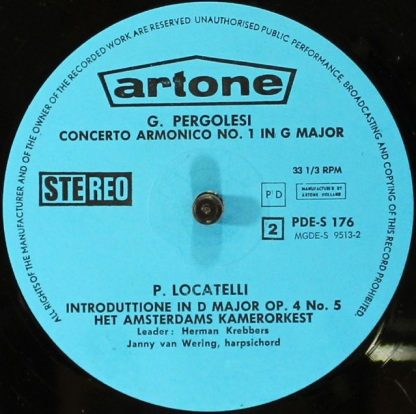 ALL RIGHTS OF THE MANUFACTURER AND OF THE OWNER OF THE RECORDED WORK ARE RESERVED UNAUTHORISED PUBLIC PERFORMANCE, BROADCASTING AND COPYING OF THIS RECORD PROHIBITED.
artone
G. PERGOLESI
CONCERTO ARMONICO NO. 1 IN G MAJOR
STEREO
33 1/3 RPM
P'D
MANUFACTURED BY
ARTONE HOLLAND
2 PDE-S 176
MGDE-S 9513-2
P. LOCATELLI
INTRODUTTIONE IN D MAJOR OP. 4 No. 5
HET AMSTERDAMS KAMERORKEST
Leader: Herman Krebbers
Janny van Wering, harpsichord